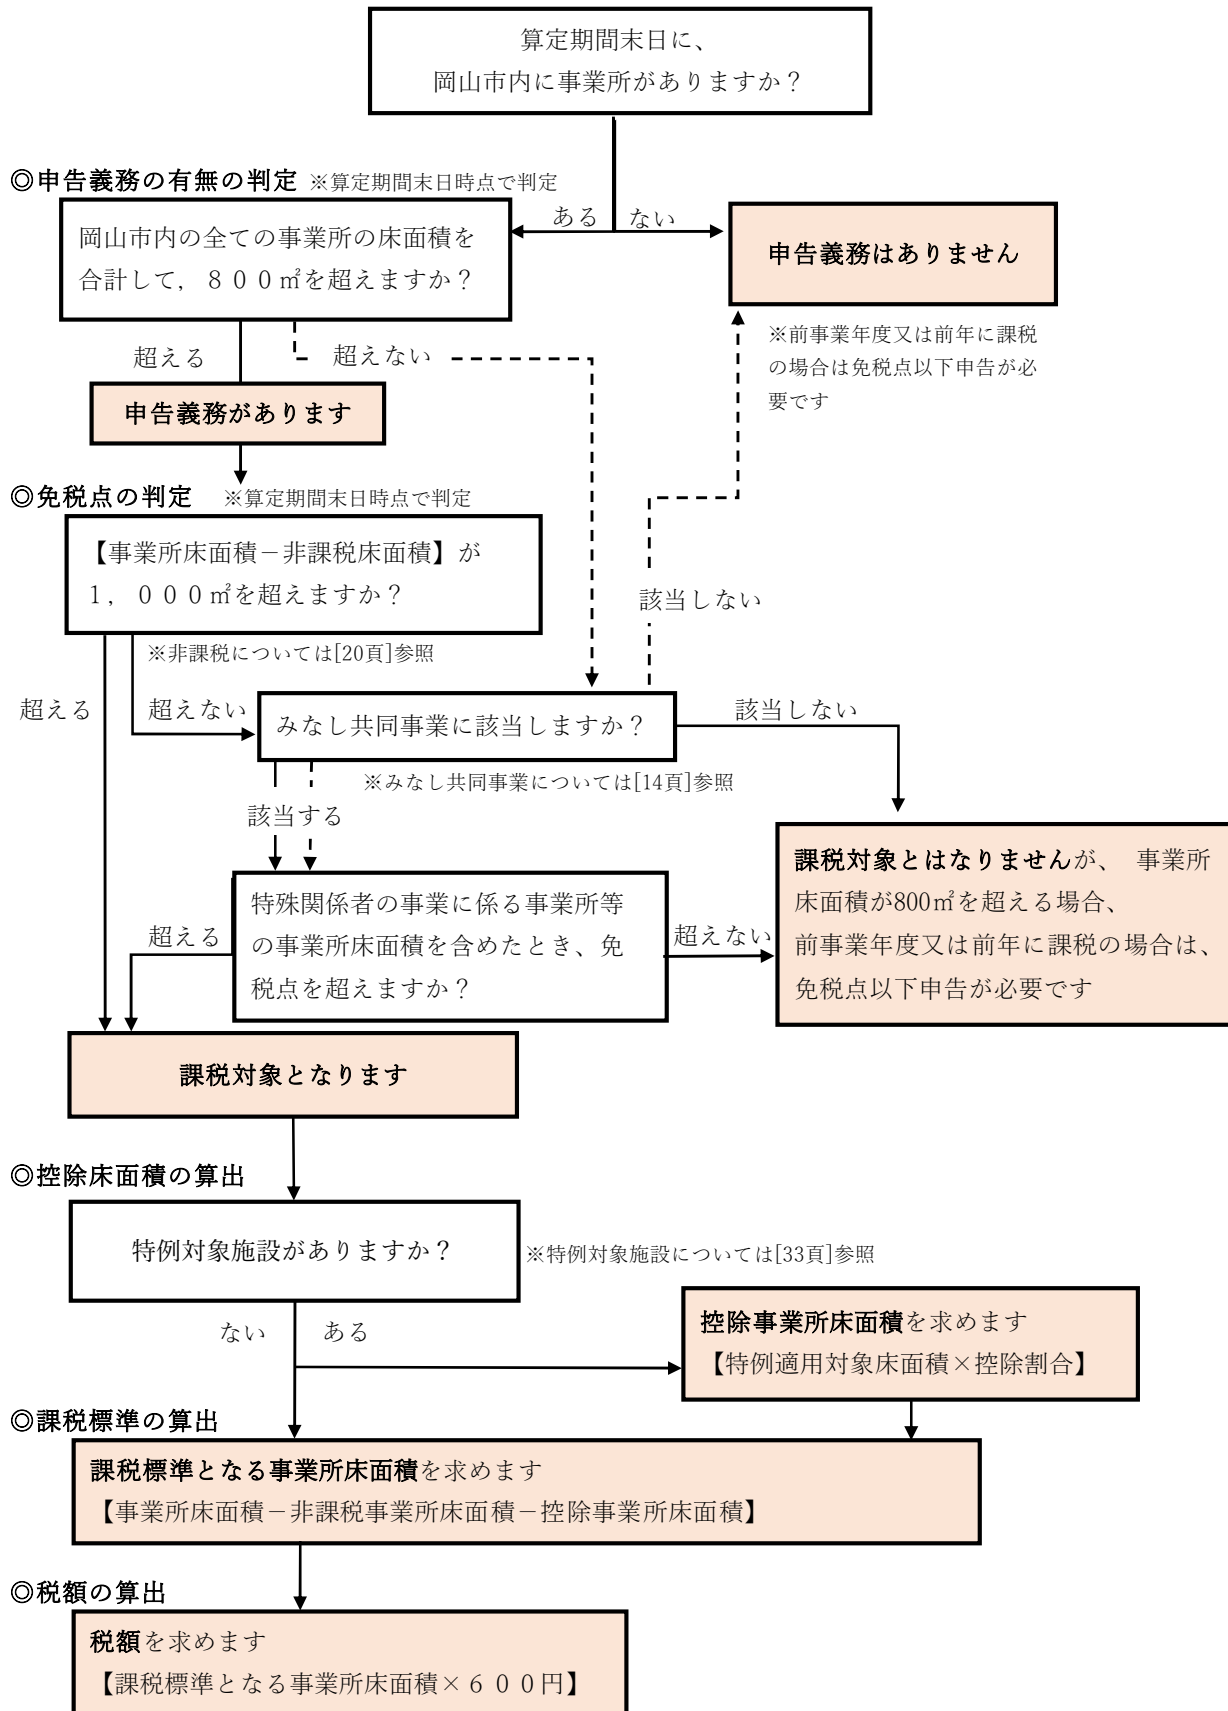 算定期間末日に、
岡山市内に事業所がありますか？
◎申告義務の有無の判定 ※算定期間末日時点で判定
ある ない
岡山市内の全ての事業所の床面積を
合計して，８００㎡を超えますか？
申告義務はありません
※前事業年度又は前年に課税
の場合は免税点以下申告が必
要です
超える 超えない
申告義務があります
◎免税点の判定 ※算定期間末日時点で判定
【事業所床面積－非課税床面積】が
１，０００㎡を超えますか？
該当しない
※非課税については[20頁]参照
超える 超えない
みなし共同事業に該当しますか？
該当しない
※みなし共同事業については[14頁]参照
該当する
特殊関係者の事業に係る事業所等
の事業所床面積を含めたとき、免
税点を超えますか？
超える
超えない
課税対象とはなりませんが、 事業所
床面積が800㎡を超える場合、
前事業年度又は前年に課税の場合は、
免税点以下申告が必要です
課税対象となります
◎控除床面積の算出
特例対象施設がありますか？
※特例対象施設については[33頁]参照
ない ある
控除事業所床面積を求めます
【特例適用対象床面積×控除割合】
◎課税標準の算出
課税標準となる事業所床面積を求めます
【事業所床面積－非課税事業所床面積－控除事業所床面積】
◎税額の算出
税額を求めます
【課税標準となる事業所床面積×６００円】